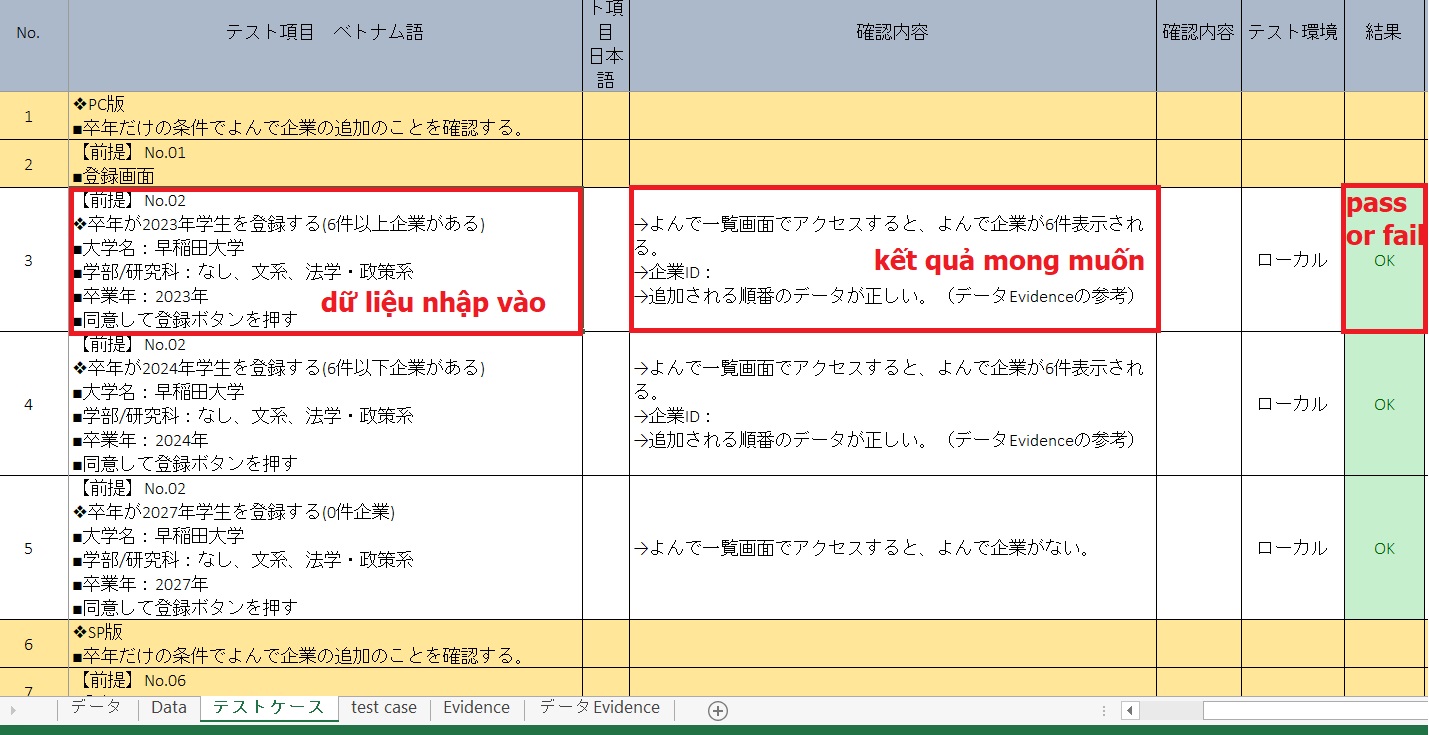 No.
テスト項目　ベトナム語
ト項
目
日本
語
確認内容
確認内容
テスト環境
結果
1
❖PC版
■卒年だけの条件でよんで企業の追加のことを確認する。
2
【前提】No.01
■登録画面
3
【前提】No.02
❖卒年が2023年学生を登録する(6件以上企業がある)
■大学名：早稲田大学
■学部/研究科：なし、文系、法学・政策系
■卒業年：2023年
■同意して登録ボタンを押す
dữ liệu nhập vào
→よんで一覧画面でアクセスすると、よんで企業が6件表示され
る。
→企業ID：
→追加される順番のデータが正しい。（データEvidenceの参考）
kết quả mong muốn
ローカル
pass
or fail
OK
4
【前提】No.02
❖卒年が2024年学生を登録する(6件以下企業がある)
■大学名：早稲田大学
■学部/研究科：なし、文系、法学・政策系
■卒業年：2024年
■同意して登録ボタンを押す
→よんで一覧画面でアクセスすると、よんで企業が6件表示され
る。
→企業ID：
→追加される順番のデータが正しい。（データEvidenceの参考）
ローカル
OK
5
【前提】No.02
❖卒年が2027年学生を登録する(0件企業)
■大学名：早稲田大学
■学部/研究科：なし、文系、法学・政策系
■卒業年：2027年
■同意して登録ボタンを押す
→よんで一覧画面でアクセスすると、よんで企業がない。
ローカル
OK
6
❖SP版
■卒年だけの条件でよんで企業の追加のことを確認する。
7
【前提】No.06
データ
Data
テストケース
test case
Evidence
データEvidence